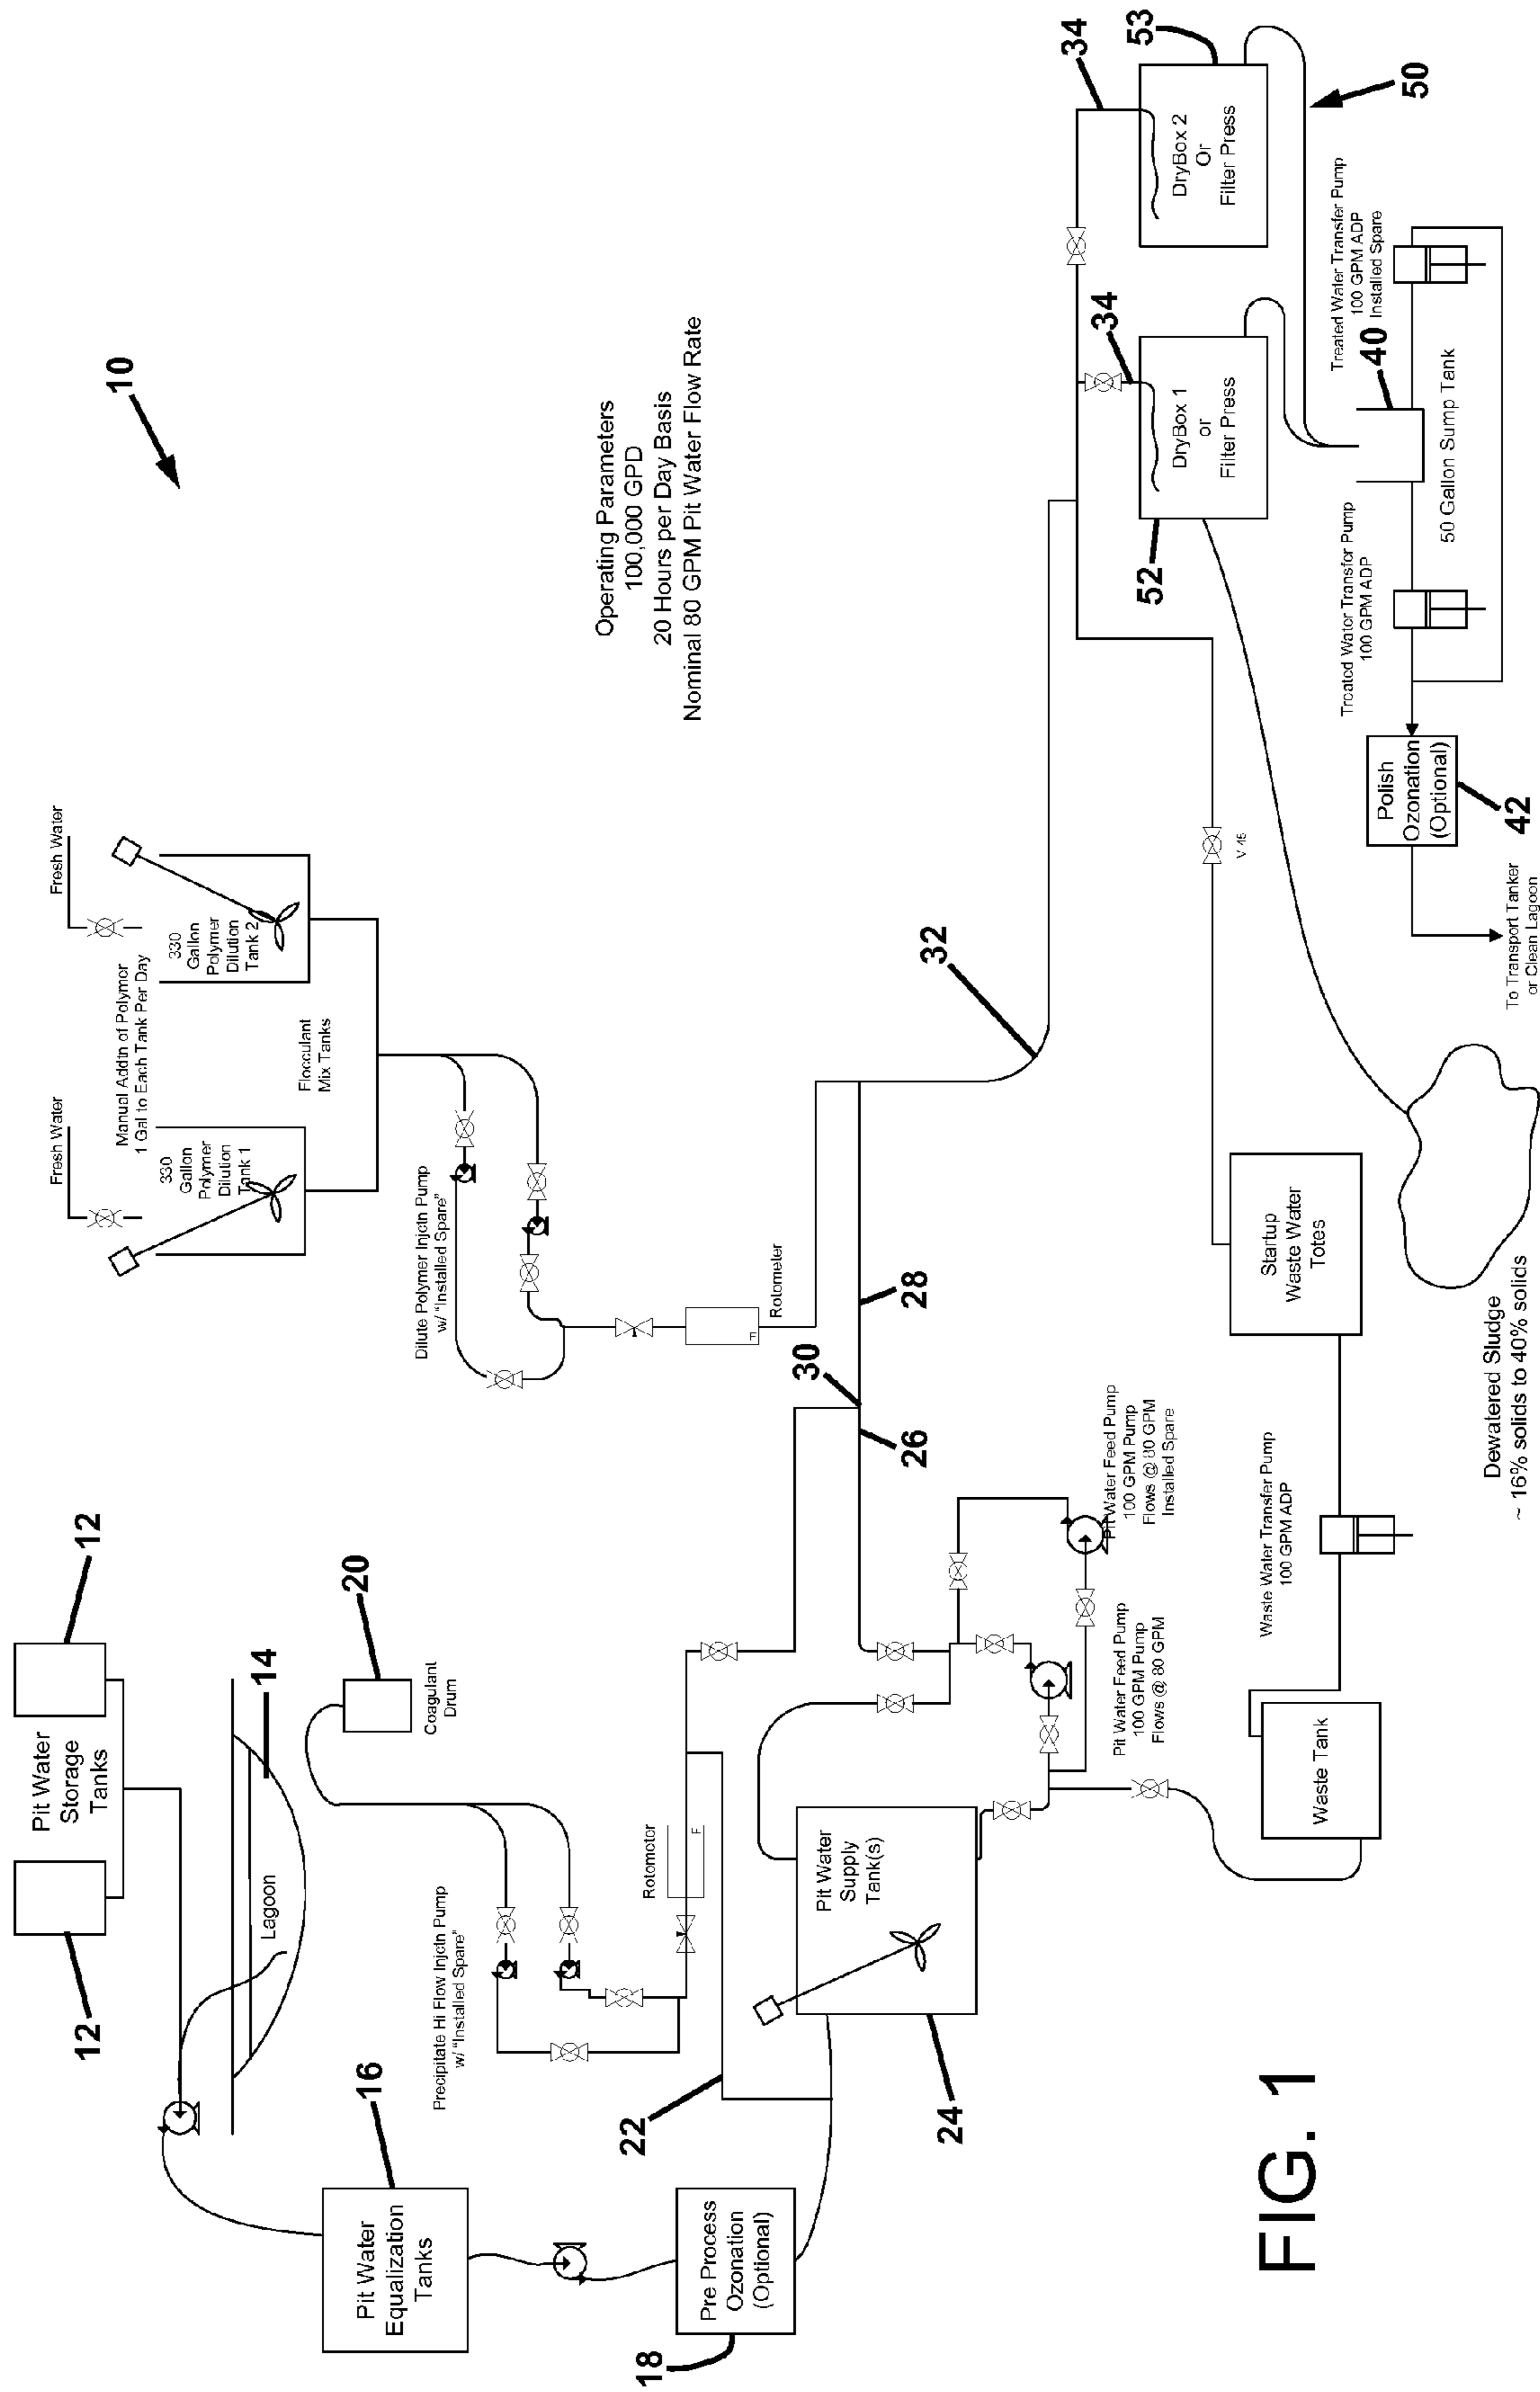 10
Operating Parameters
100,000 GPD
20 Hours per Day Basis
Nominal 80 GPM Pit Water Flow Rate
12
Pit Water
Storage
Tanks
12
14
Lagoon
16
Pit Water
Equalization
Tanks
18
Pre Process
Ozonation
(Optional)
20
Coagulant
Drum
Precipitate Hi Flow Injctn Pump
w/ "Installed Spare"
Rotometer
F
22
Pit Water
Supply
Tank(s)
24
Pit Water Feed Pump
100 GPM Pump
Flows @ 80 GPM
Pit Water Feed Pump
100 GPM Pump
Flows @ 80 GPM
Installed Spare
26
30
28
Fresh Water
Fresh Water
Manual Addtn of Polymer
1 Gal to Each Tank Per Day
330
Gallon
Polymer
Dilution
Tank 1
330
Gallon
Polymer
Dilution
Tank 2
Flocculant
Mix Tanks
Dilute Polymer Injctn Pump
w/ "Installed Spare"
Rotometer
FI
32
34
34
53
DryBox 2
Or
Filter Press
DryBox 1
or
Filter Press
52
50
Treated Water Transfer Pump
100 GPM ADP
Installed Spare
40
50 Gallon Sump Tank
Treated Water Transfor Pump
100 GPM ADP
Polish
Ozonation
(Optional)
42
To Transport Tanker
or Clean Lagoon
V 45
Startup
Waste Water
Totes
Waste Water Transfer Pump
100 GPM ADP
Waste Tank
Dewatered Sludge
~ 16% solids to 40% solids
FIG. 1